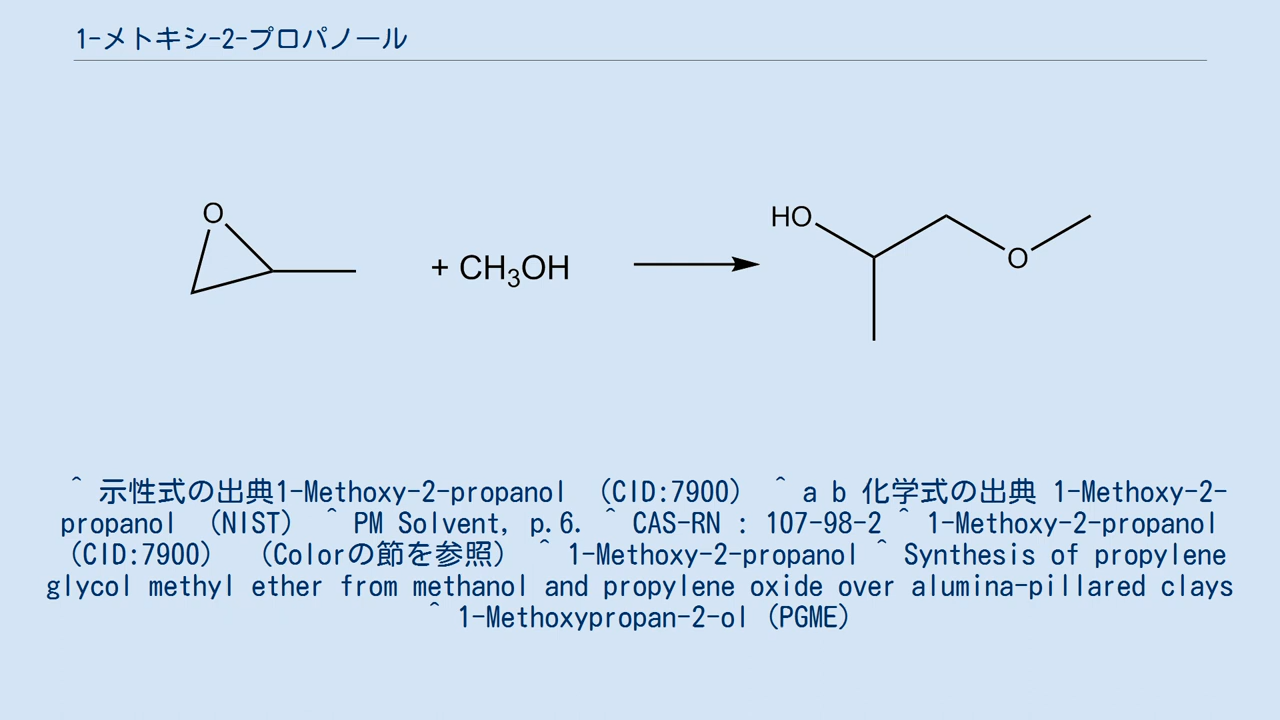 1-メトキシ-2-プロパノール
O
+ CH₃OH
HO
O
^ 示性式の出典1-Methoxy-2-propanol （CID:7900） ^ a b 化学式の出典 1-Methoxy-2-
propanol （NIST） ^ PM Solvent, p.6. ^ CAS-RN : 107-98-2 ^ 1-Methoxy-2-propanol
（CID:7900） （Colorの節を参照） ^ 1-Methoxy-2-propanol ^ Synthesis of propylene
glycol methyl ether from methanol and propylene oxide over alumina-pillared clays
^ 1-Methoxypropan-2-ol (PGME)